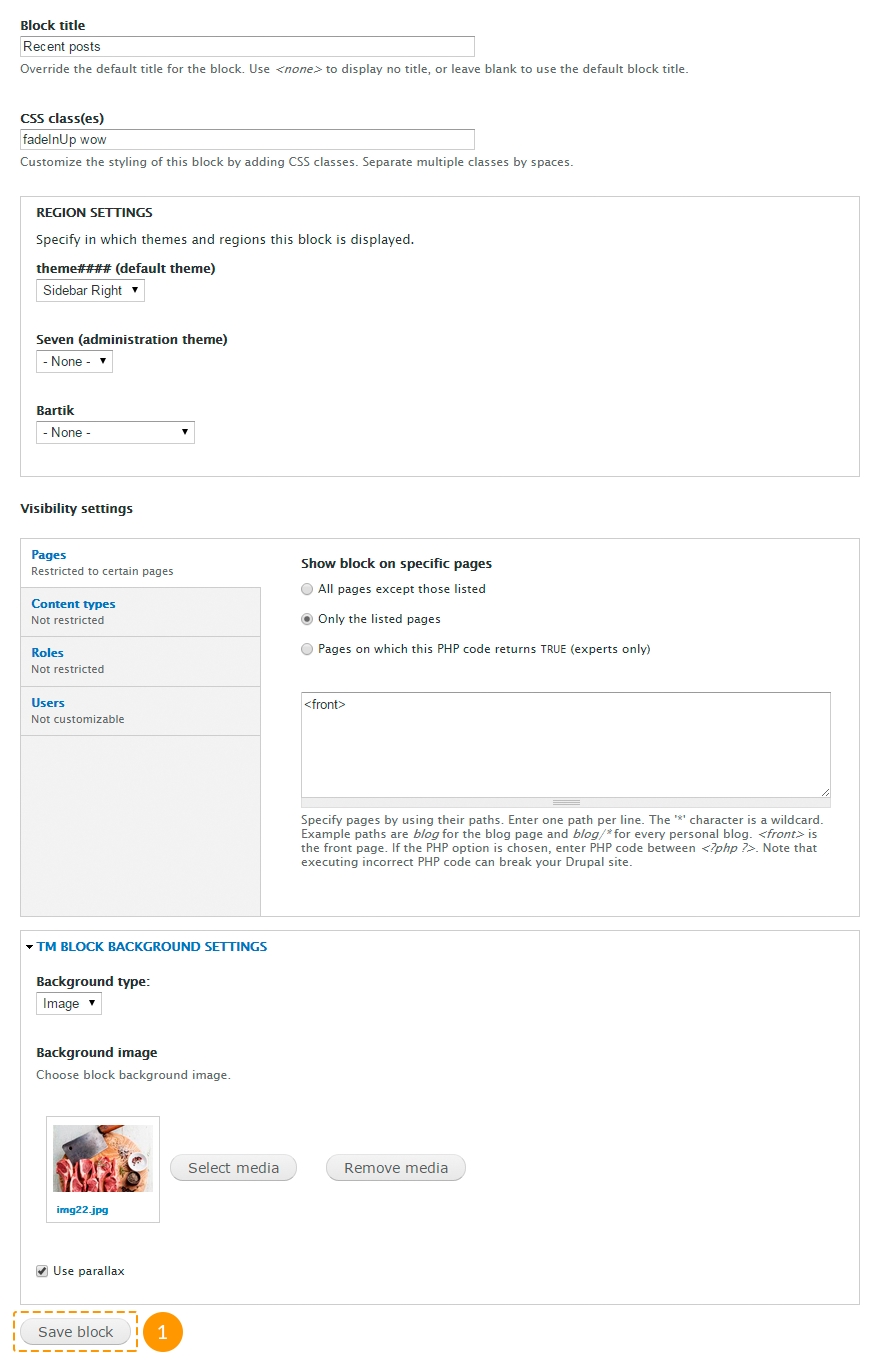 Block title
Recent posts
Override the default title for the block. Use <none> to display no title, or leave blank to use the default block title.
CSS class(es)
fadeInUp wow
Customize the styling of this block by adding CSS classes. Separate multiple classes by spaces.
REGION SETTINGS
Specify in which themes and regions this block is displayed.
theme#### (default theme)
Sidebar Right
Seven (administration theme)
- None -
Bartik
- None -
Visibility settings
Pages
Restricted to certain pages
Content types
Not restricted
Roles
Not restricted
Users
Not customizable
Show block on specific pages
All pages except those listed
Only the listed pages
Pages on which this PHP code returns TRUE (experts only)
<front>
Specify pages by using their paths. Enter one path per line. The '*' character is a wildcard.
Example paths are blog for the blog page and blog/* for every personal blog. <front> is
the front page. If the PHP option is chosen, enter PHP code between <?php ?>. Note that
executing incorrect PHP code can break your Drupal site.
TM BLOCK BACKGROUND SETTINGS
Background type:
Image
Background image
Choose block background image.
Select media
Remove media
img22.jpg
Use parallax
Save block
1